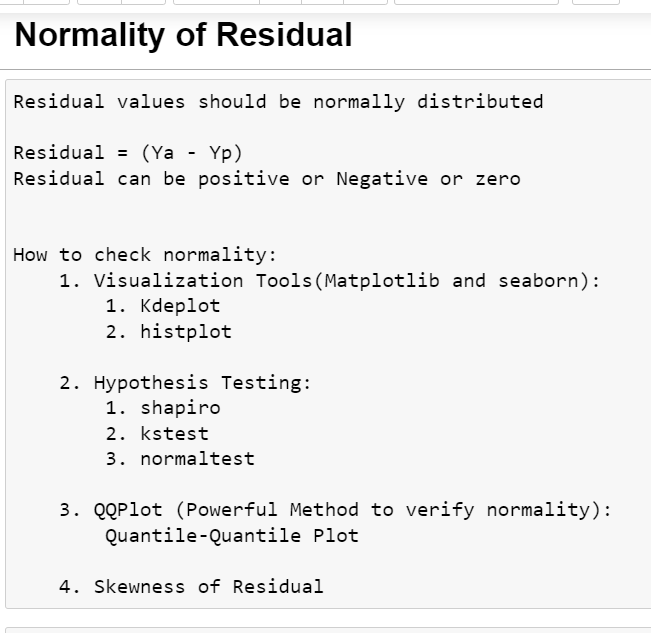 Normality of Residual
Residual values should be normally distributed
Residual = (Ya - Yp)
Residual can be positive or Negative or zero
How to check normality:
1. Visualization Tools(Matplotlib and seaborn):
1. Kdeplot
2. histplot
2. Hypothesis Testing:
1. shapiro
2. kstest
3. normaltest
3. QQPlot (Powerful Method to verify normality):
Quantile-Quantile Plot
4. Skewness of Residual